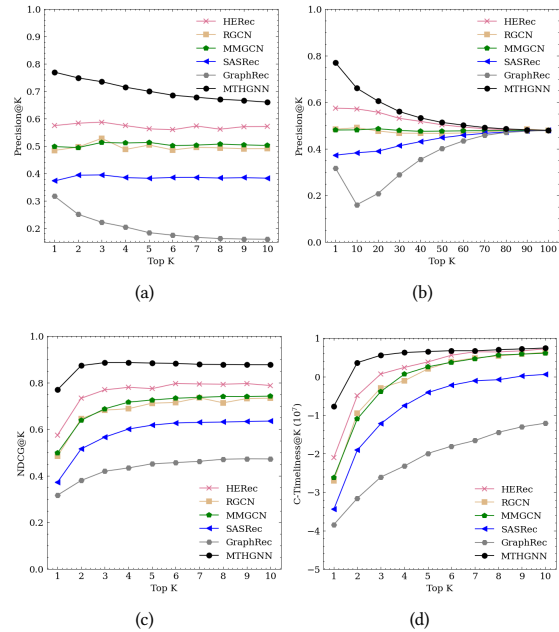 Precision@K
1.0
0.9
0.8
0.7
0.6
0.5
0.4
0.3
0.2
HERec
RGCN
MMGCN
SASRec
GraphRec
MTHGNN
1 2 3 4 5 6 7 8 9 10
Top K
(a)
Precision@K
1.0
0.8
0.6
0.4
0.2
0.0
HERec
RGCN
MMGCN
SASRec
GraphRec
MTHGNN
1 10 20 30 40 50 60 70 80 90 100
Top K
(b)
NDCG@K
1.0
0.8
0.6
0.4
0.2
0.0
HERec
RGCN
MMGCN
SASRec
GraphRec
MTHGNN
1 2 3 4 5 6 7 8 9 10
Top K
(c)
C-Timeliness@K (10⁷)
1
0
−1
−2
−3
−4
−5
HERec
RGCN
MMGCN
SASRec
GraphRec
MTHGNN
1 2 3 4 5 6 7 8 9 10
Top K
(d)